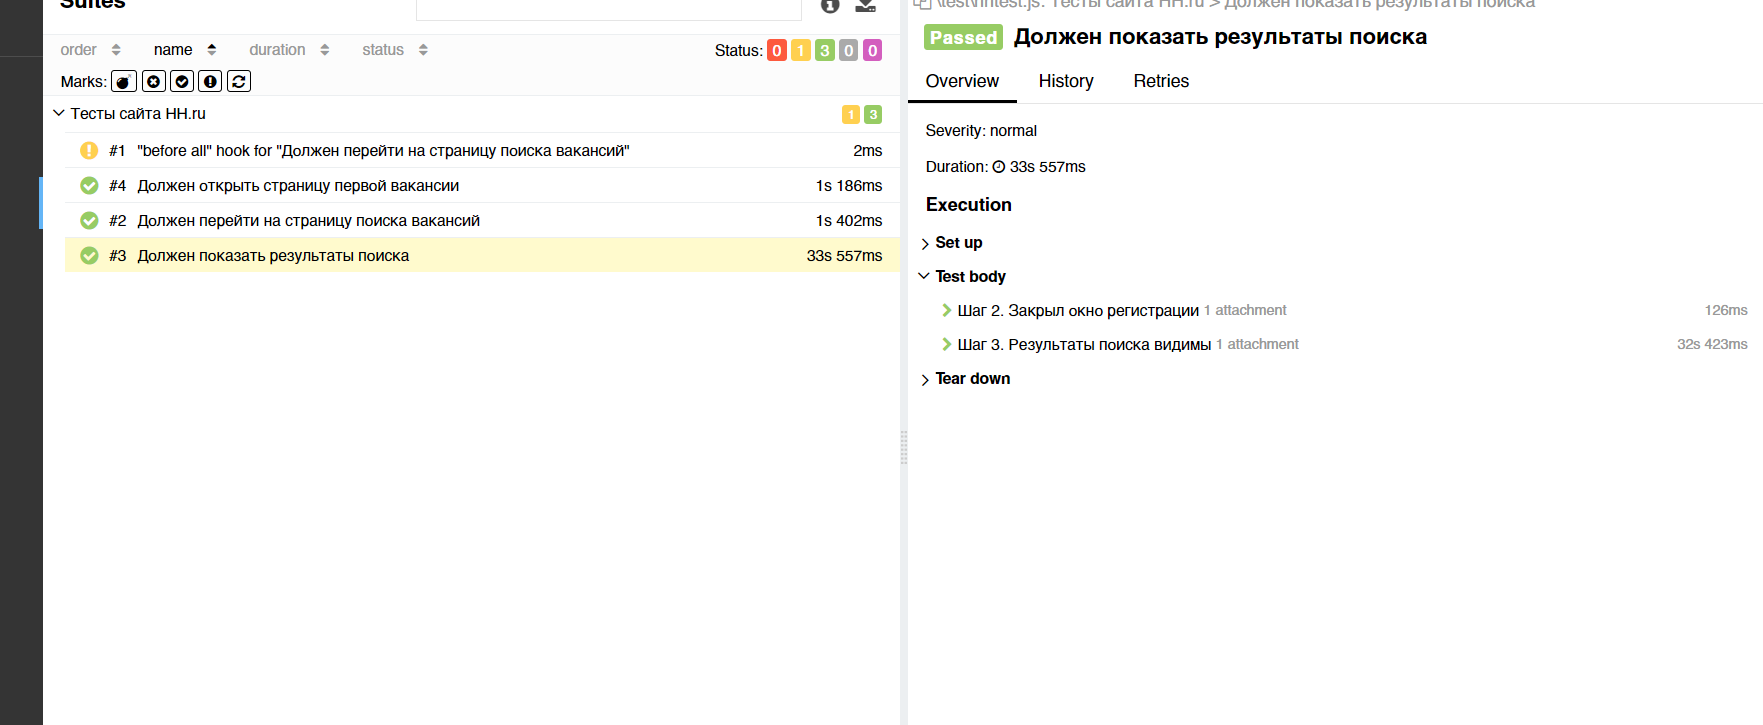 Suites
order name duration status Status: 0 1 3 0 0
Marks:
Тесты сайта HH.ru 1 3
#1 "before all" hook for "Должен перейти на страницу поиска вакансий" 2ms
#4 Должен открыть страницу первой вакансии 1s 186ms
#2 Должен перейти на страницу поиска вакансий 1s 402ms
#3 Должен показать результаты поиска 33s 557ms
\test\hhtest.js: Тесты сайта HH.ru > Должен показать результаты поиска
Passed Должен показать результаты поиска
Overview History Retries
Severity: normal
Duration: 33s 557ms
Execution
Set up
Test body
Шаг 2. Закрыл окно регистрации 1 attachment 126ms
Шаг 3. Результаты поиска видимы 1 attachment 32s 423ms
Tear down